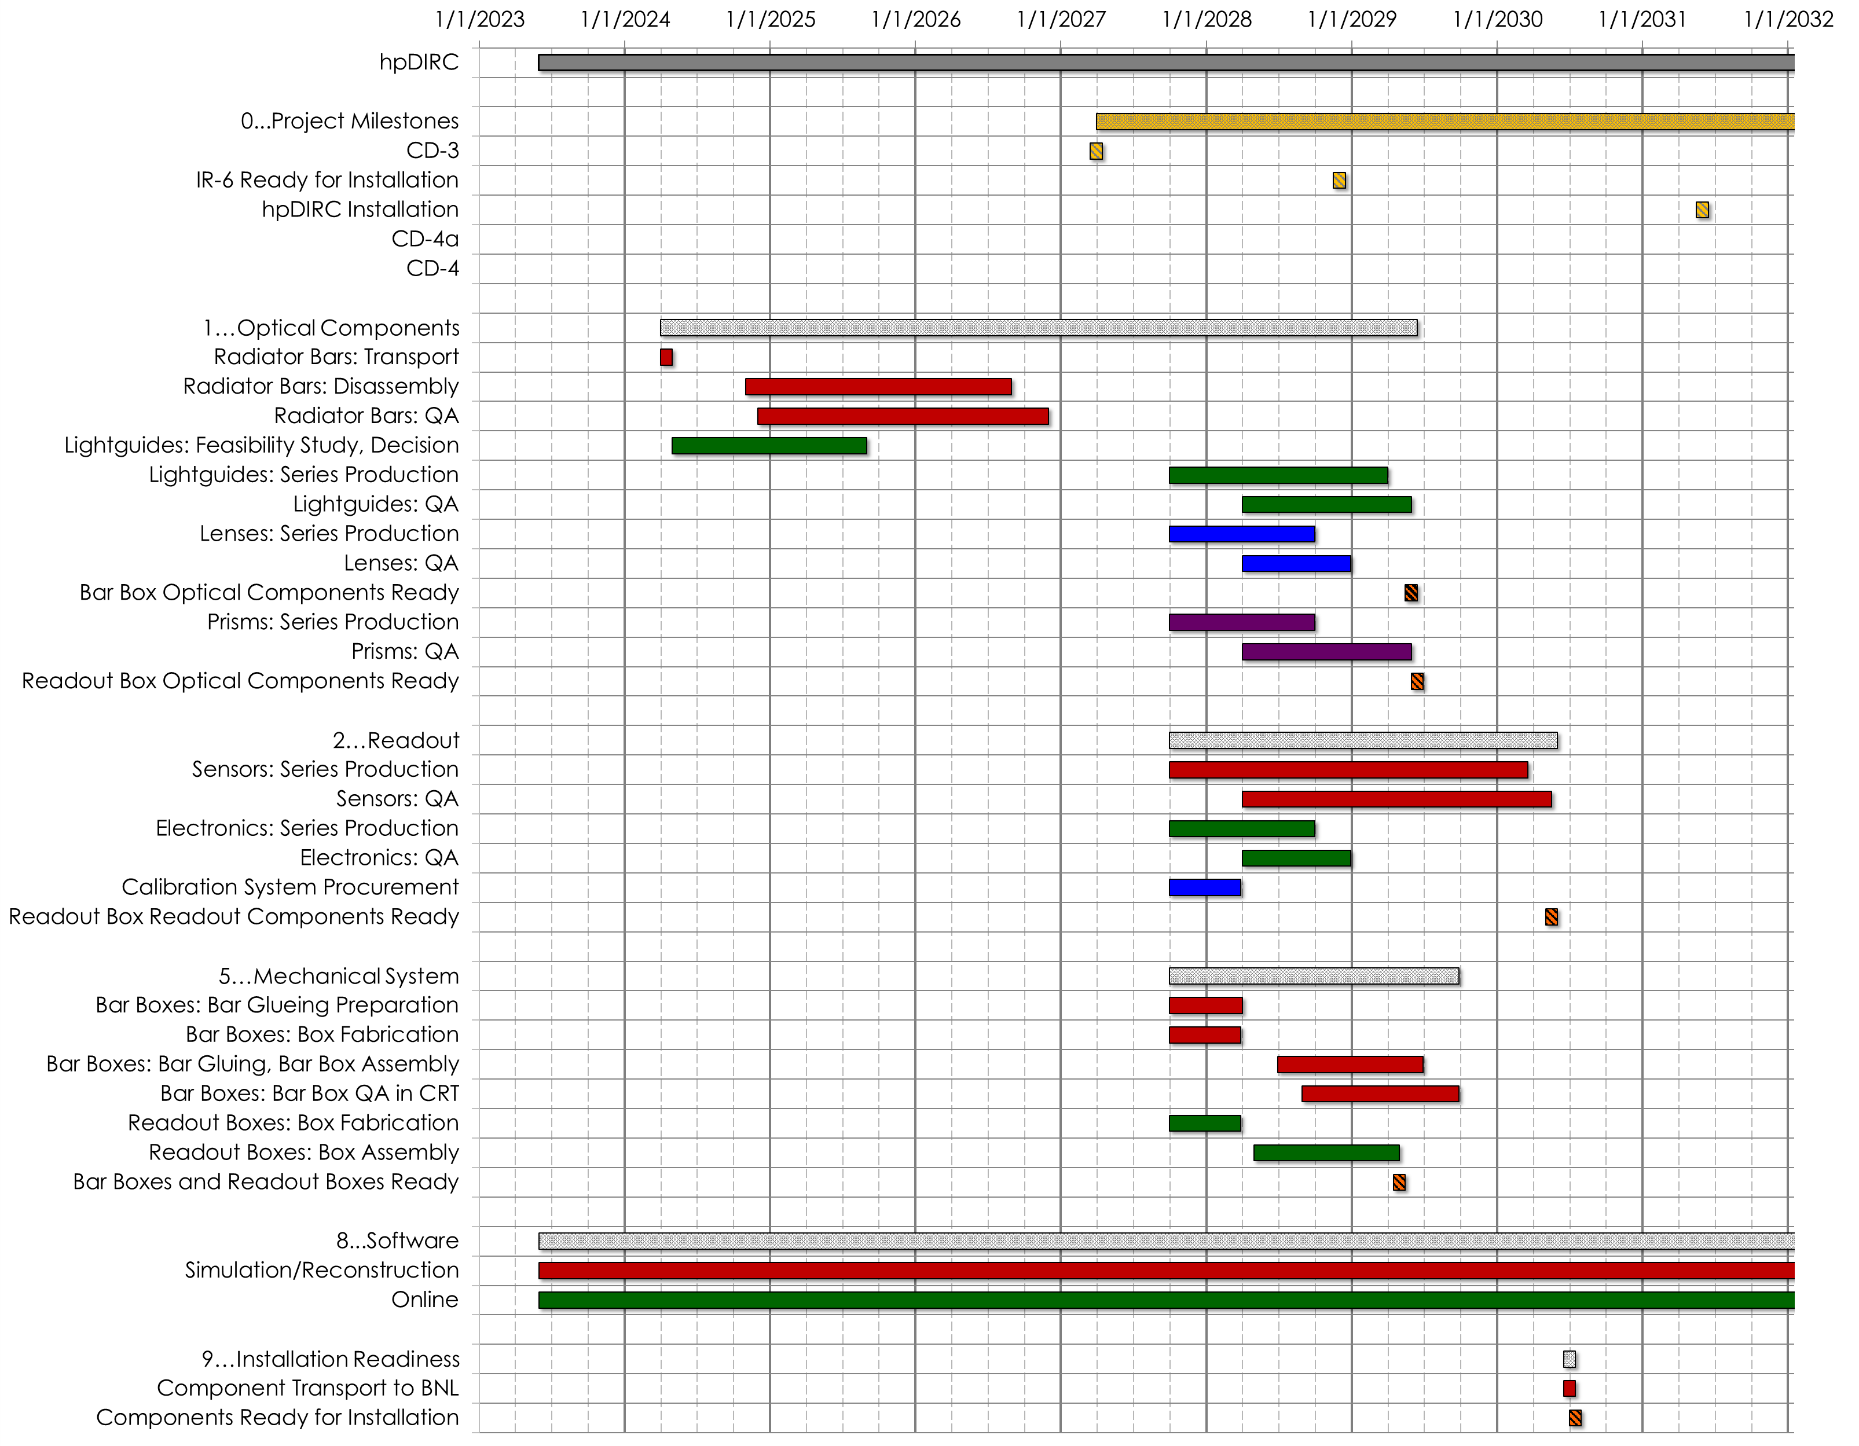 1/1/2023 1/1/2024 1/1/2025 1/1/2026 1/1/2027 1/1/2028 1/1/2029 1/1/2030 1/1/2031 1/1/2032
hpDIRC
0...Project Milestones
CD-3
IR-6 Ready for Installation
hpDIRC Installation
CD-4a
CD-4
1...Optical Components
Radiator Bars: Transport
Radiator Bars: Disassembly
Radiator Bars: QA
Lightguides: Feasibility Study, Decision
Lightguides: Series Production
Lightguides: QA
Lenses: Series Production
Lenses: QA
Bar Box Optical Components Ready
Prisms: Series Production
Prisms: QA
Readout Box Optical Components Ready
2...Readout
Sensors: Series Production
Sensors: QA
Electronics: Series Production
Electronics: QA
Calibration System Procurement
Readout Box Readout Components Ready
5...Mechanical System
Bar Boxes: Bar Glueing Preparation
Bar Boxes: Box Fabrication
Bar Boxes: Bar Gluing, Bar Box Assembly
Bar Boxes: Bar Box QA in CRT
Readout Boxes: Box Fabrication
Readout Boxes: Box Assembly
Bar Boxes and Readout Boxes Ready
8...Software
Simulation/Reconstruction
Online
9...Installation Readiness
Component Transport to BNL
Components Ready for Installation